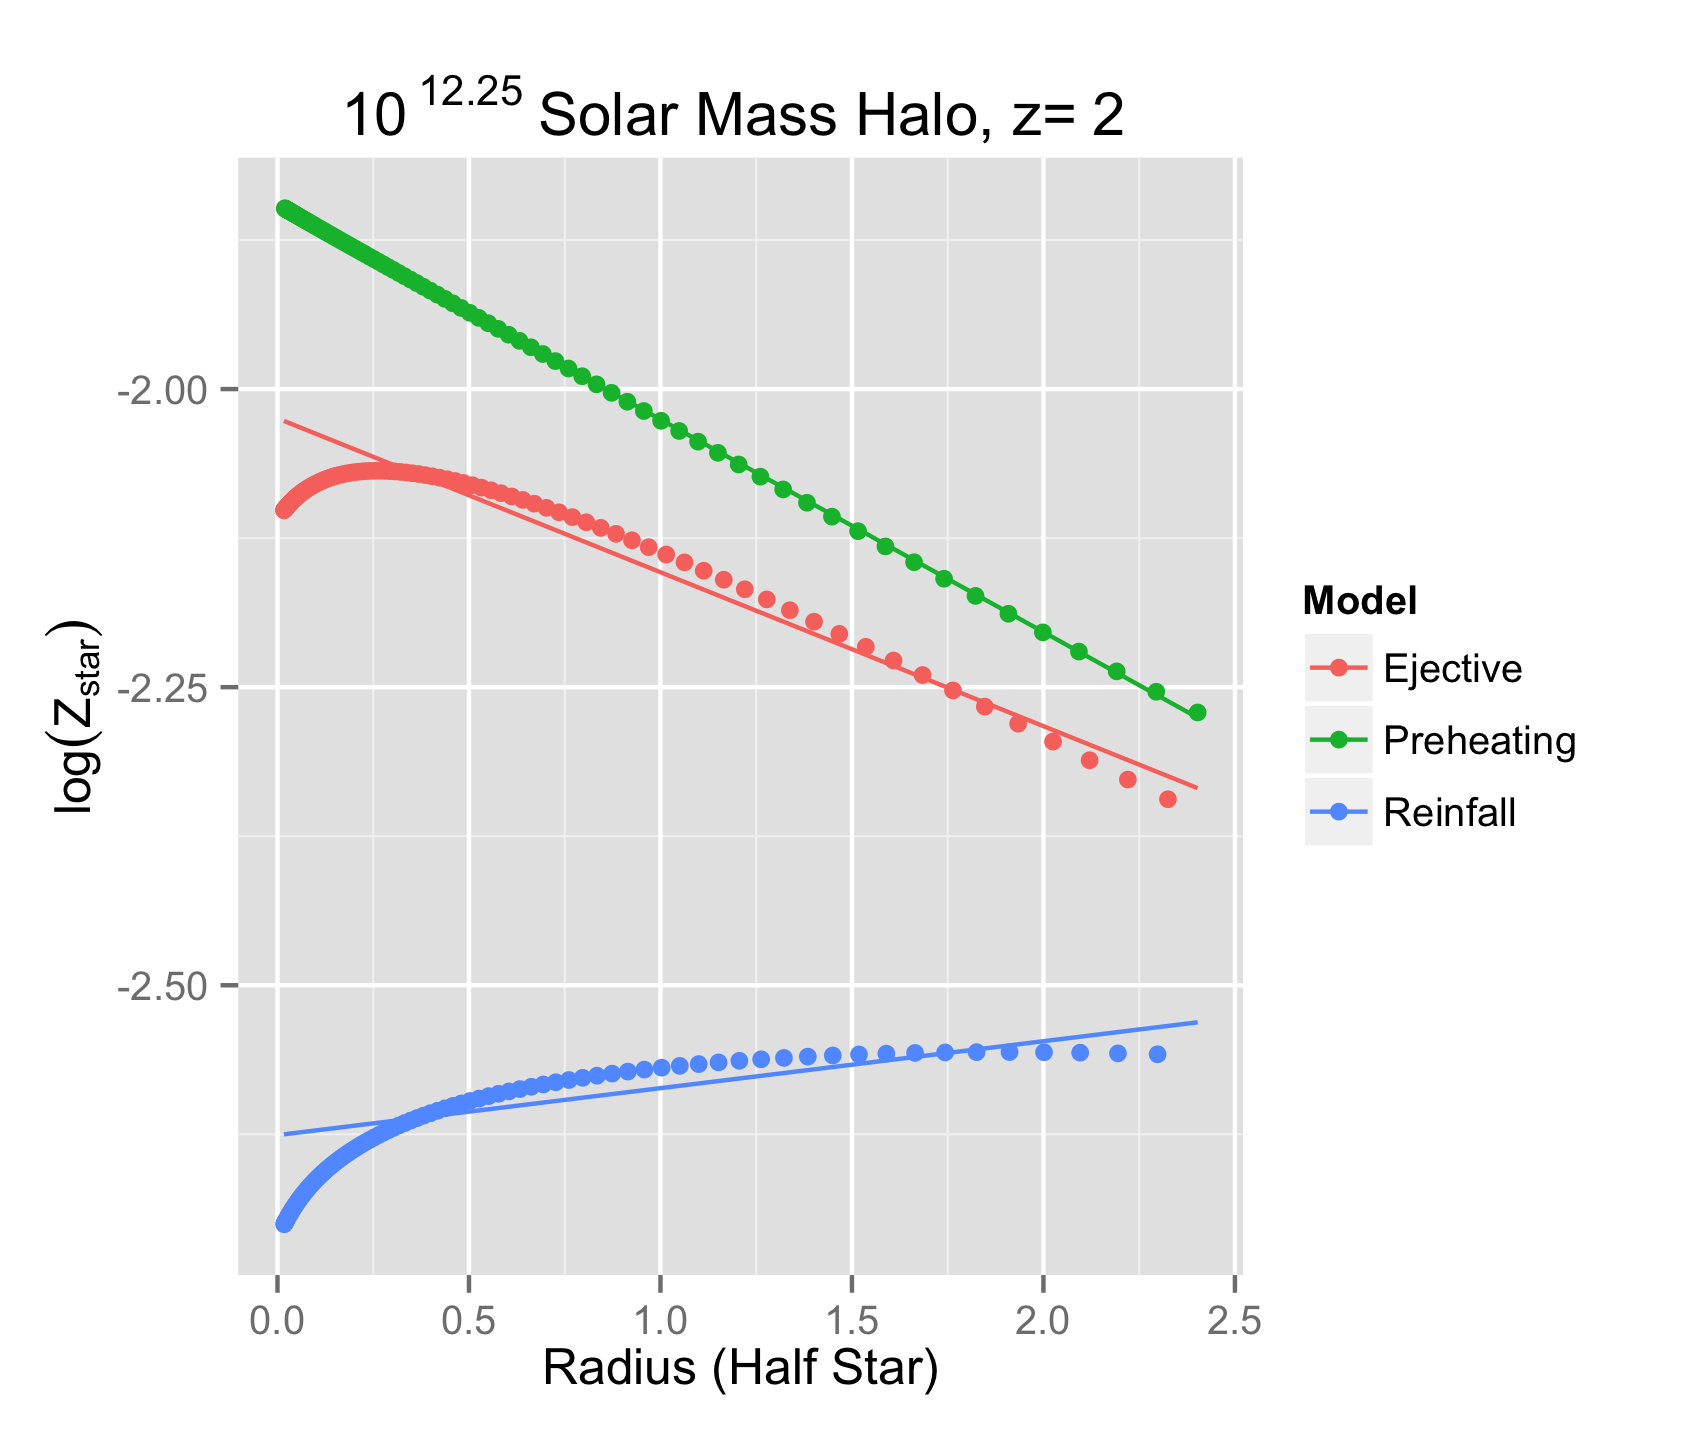 10 12.25 Solar Mass Halo, z= 2
log(Zstar)
-2.00
-2.25
-2.50
0.0 0.5 1.0 1.5 2.0 2.5
Radius (Half Star)
Model
Ejective
Preheating
Reinfall